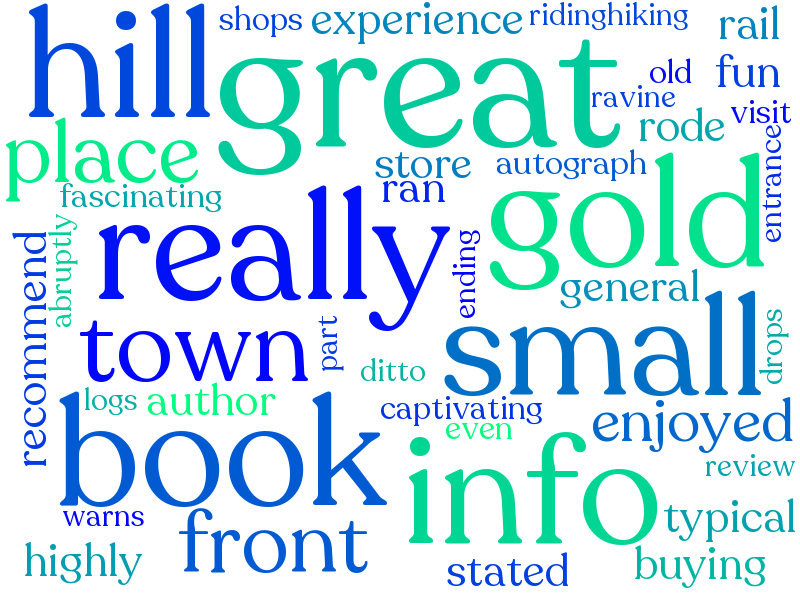 hill
shops
experience
ridinghiking
rail
great
old
fun
ravine
visit
rode
place
store
autograph
entrance
fascinating
ran
gold
abruptly
really
ending
recommend
general
town
part
small
drops
ditto
logs
author
captivating
enjoyed
even
book
info
review
warns
front
typical
highly
stated
buying